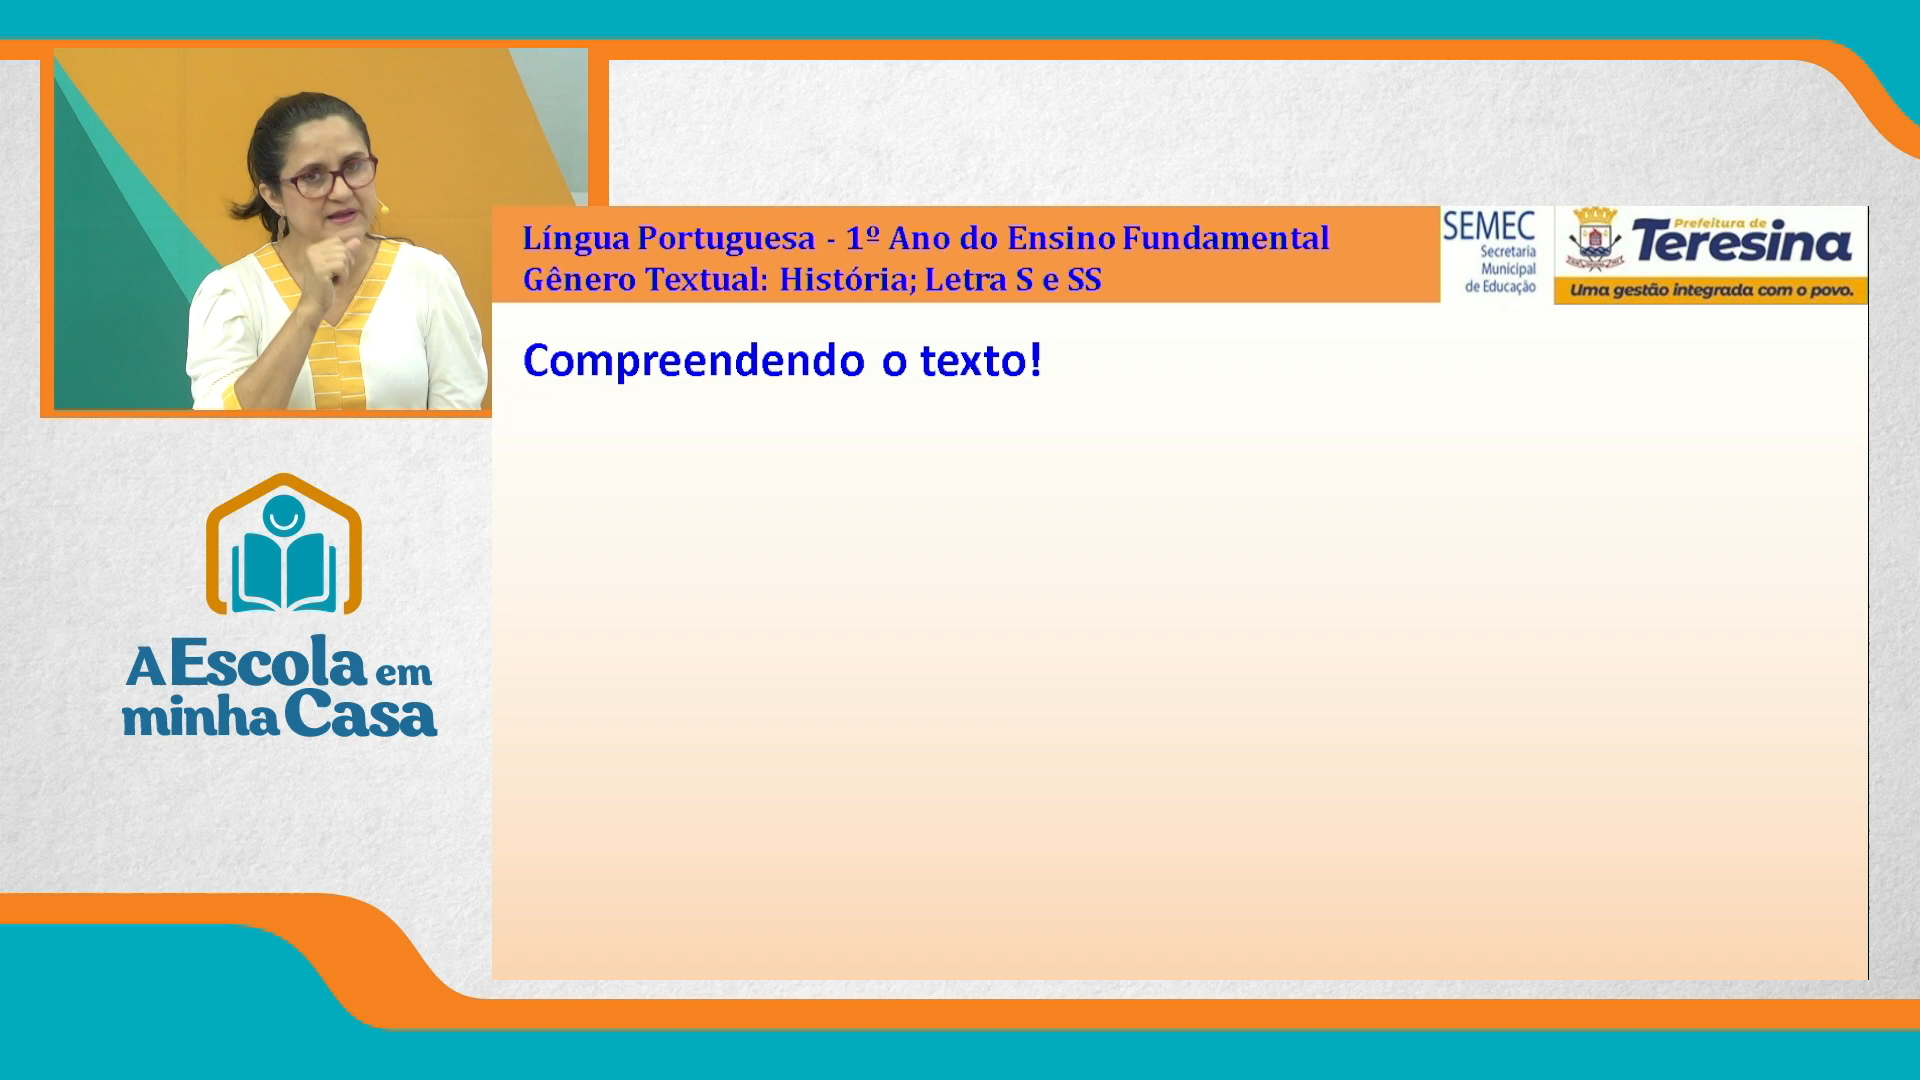 Língua Portuguesa - 1º Ano do Ensino Fundamental
Gênero Textual: História; Letra S e SS
SEMEC
Secretaria
Municipal
de Educação
Prefeitura de
Teresina
Uma gestão integrada com o povo.
Compreendendo o texto!
A Escola em
minha Casa